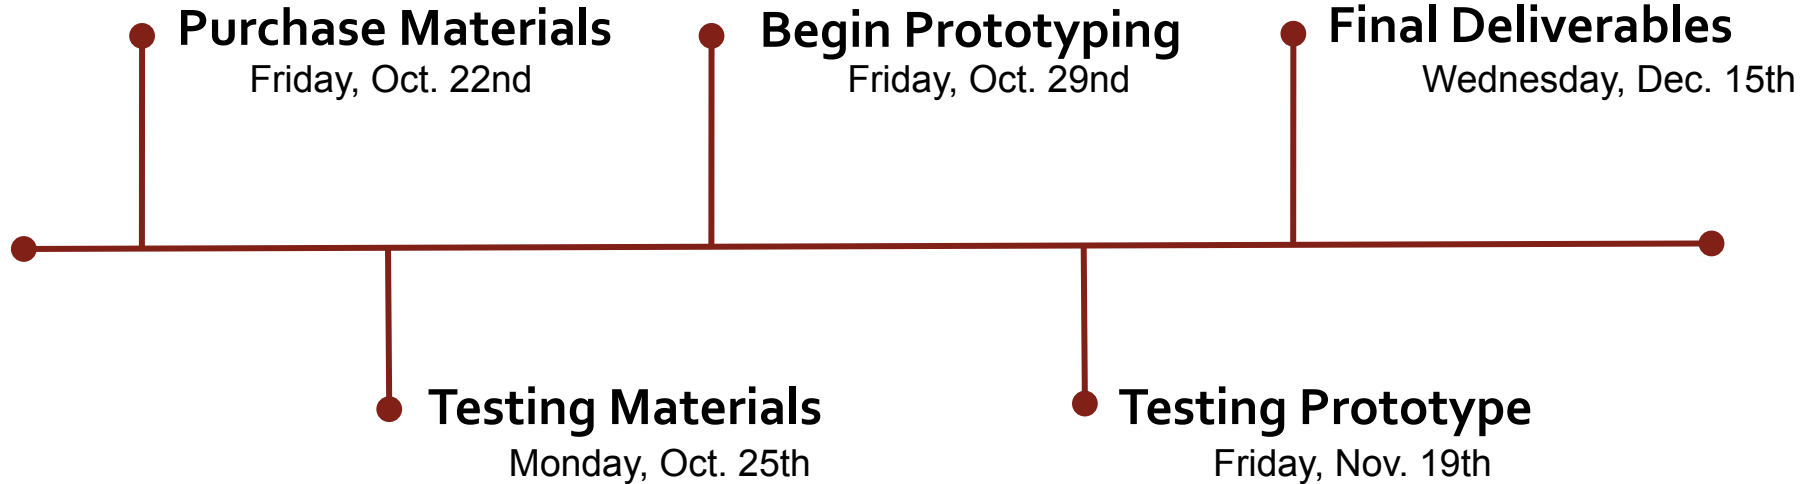 Purchase Materials
Friday, Oct. 22nd
Testing Materials
Monday, Oct. 25th
Begin Prototyping
Friday, Oct. 29nd
Testing Prototype
Friday, Nov. 19th
Final Deliverables
Wednesday, Dec. 15th